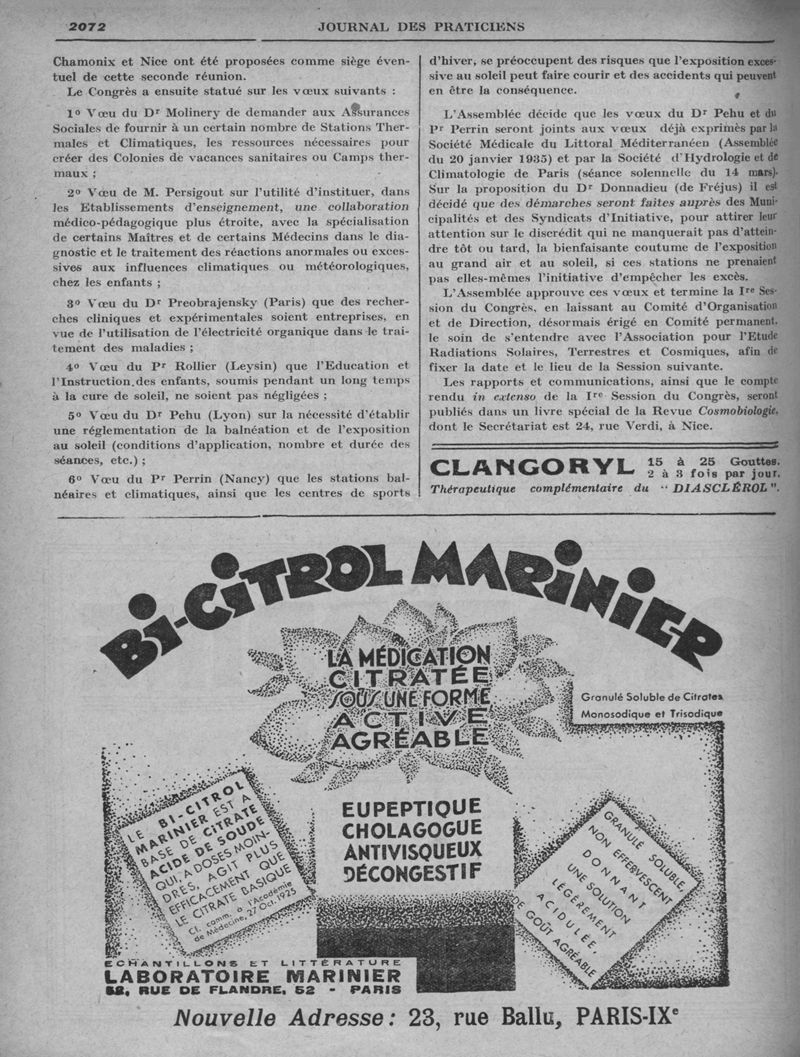 2072 JOURNAL DES PRATICIENS
Chamonix et Nice ont été proposées comme siège éven-
tuel de cette seconde réunion.
Le Congrès a ensuite statué sur les vœux suivants :
1º Vœu du Dr Molinery de demander aux Assurances
Sociales de fournir à un certain nombre de Stations Ther-
males et Climatiques, les ressources nécessaires pour
créer des Colonies de vacances sanitaires ou Camps ther-
maux ;
2º Vœu de M. Persigout sur l'utilité d'instituer, dans
les Etablissements d'enseignement, une collaboration
médico-pédagogique plus étroite, avec la spécialisation
de certains Maîtres et de certains Médecins dans le dia-
gnostic et le traitement des réactions anormales ou exces-
sives aux influences climatiques ou météorologiques,
chez les enfants ;
3º Vœu du Dr Preobrajensky (Paris) que des recher-
ches cliniques et expérimentales soient entreprises, en
vue de l'utilisation de l'électricité organique dans le trai-
tement des maladies ;
4º Vœu du Pr Rollier (Leysin) que l'Education et
l'Instruction.des enfants, soumis pendant un long temps
à la cure de soleil, ne soient pas négligées ;
5º Vœu du Dr Pehu (Lyon) sur la nécessité d'établir
une réglementation de la balnéation et de l'exposition
au soleil (conditions d'application, nombre et durée des
séances, etc.) ;
6º Vœu du Pr Perrin (Nancy) que les stations bal-
néaires et climatiques, ainsi que les centres de sports
d'hiver, se préoccupent des risques que l'exposition exces-
sive au soleil peut faire courir et des accidents qui peuvent
en être la conséquence.
L'Assemblée décide que les vœux du Dr Pehu et du
Pr Perrin seront joints aux vœux déjà exprimés par la
Société Médicale du Littoral Méditerranéen (Assemblée
du 20 janvier 1935) et par la Société d'Hydrologie et de
Climatologie de Paris (séance solennelle du 14 mars).
Sur la proposition du Dr Donnadieu (de Fréjus) il est
décidé que des démarches seront faites auprès des Muni-
cipalités et des Syndicats d'Initiative, pour attirer leur
attention sur le discrédit qui ne manquerait pas d'attein-
dre tôt ou tard, la bienfaisante coutume de l'exposition
au grand air et au soleil, si ces stations ne prenaient
pas elles-mêmes l'initiative d'empêcher les excès.
L'Assemblée approuve ces vœux et termine la Ire Ses-
sion du Congrès, en laissant au Comité d'Organisation
et de Direction, désormais érigé en Comité permanent,
le soin de s'entendre avec l'Association pour l'Etude
Radiations Solaires, Terrestres et Cosmiques, afin de
fixer la date et le lieu de la Session suivante.
Les rapports et communications, ainsi que le compte
rendu in extenso de la Ire Session du Congrès, seront
publiés dans un livre spécial de la Revue Cosmobiologie,
dont le Secrétariat est 24, rue Verdi, à Nice.
CLANGORYL 15 à 25 Gouttes.
2 à 3 fois par jour.
Thérapeutique complémentaire du " DIASCLÉROL ".
BI-CITROL MARINIER
LA MÉDICATION
CITRATÉE
SOUS UNE FORME
ACTIVE
AGRÉABLE
Granulé Soluble de Citrates
Monosodique et Trisodique
LE BI-CITROL
MARINIER EST A
BASE DE CITRATE
ACIDE DE SOUDE
QUI, A DOSES MOIN-
DRES, AGIT PLUS
EFFICACEMENT QUE
LE CITRATE BASIQUE
Cf. comm. à l'Académie
de Médecine, 27 Oct. 1925
EUPEPTIQUE
CHOLAGOGUE
ANTIVISQUEUX
DÉCONGESTIF
GRANULÉ SOLUBLE,
NON EFFERVESCENT
DONNANT
UNE SOLUTION
LÉGÈREMENT
ACIDULÉE,
DE GOÛT AGRÉABLE
ECHANTILLONS ET LITTÉRATURE
LABORATOIRE MARINIER
52, RUE DE FLANDRE, 52 - PARIS
Nouvelle Adresse : 23, rue Ballu, PARIS-IXe